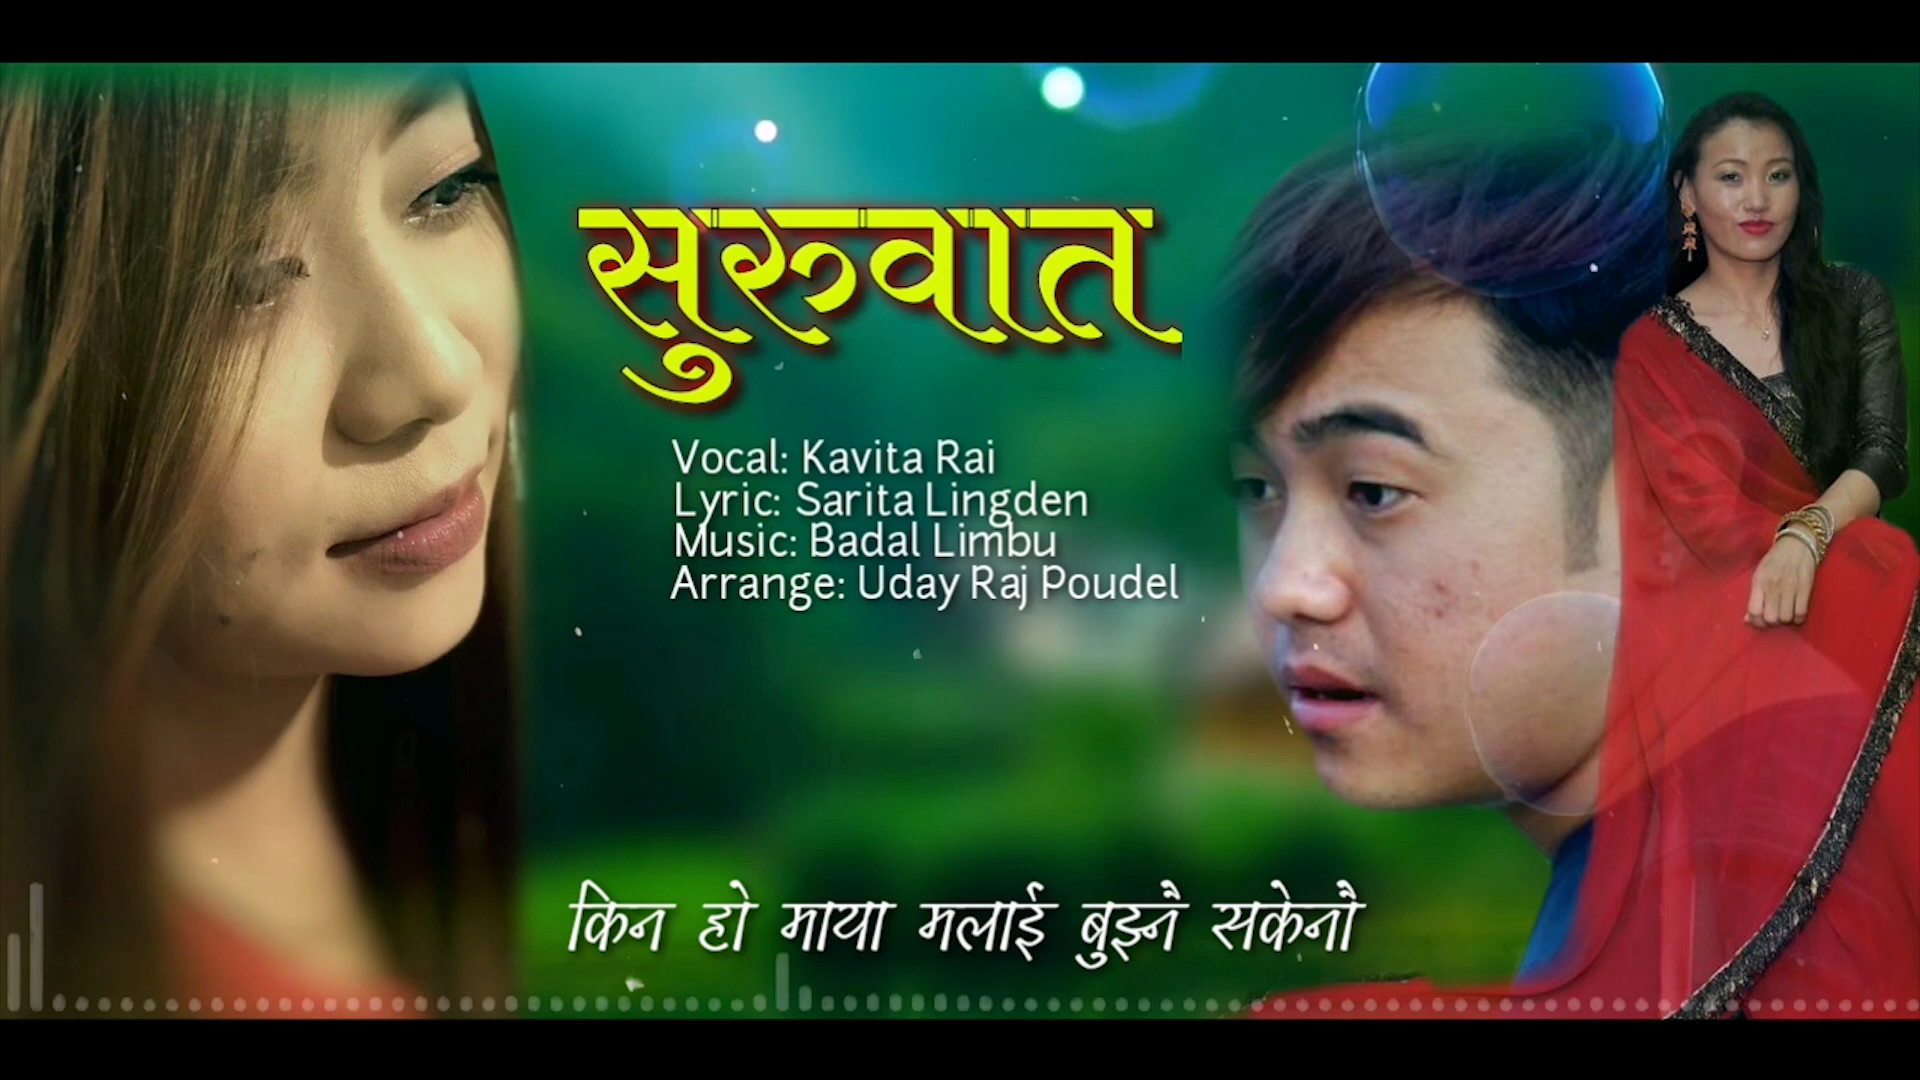 सुरुवात
Vocal: Kavita Rai
Lyric: Sarita Lingden
Music: Badal Limbu
Arrange: Uday Raj Poudel
किन हो माया मलाई बुझ्नै सकेनौ